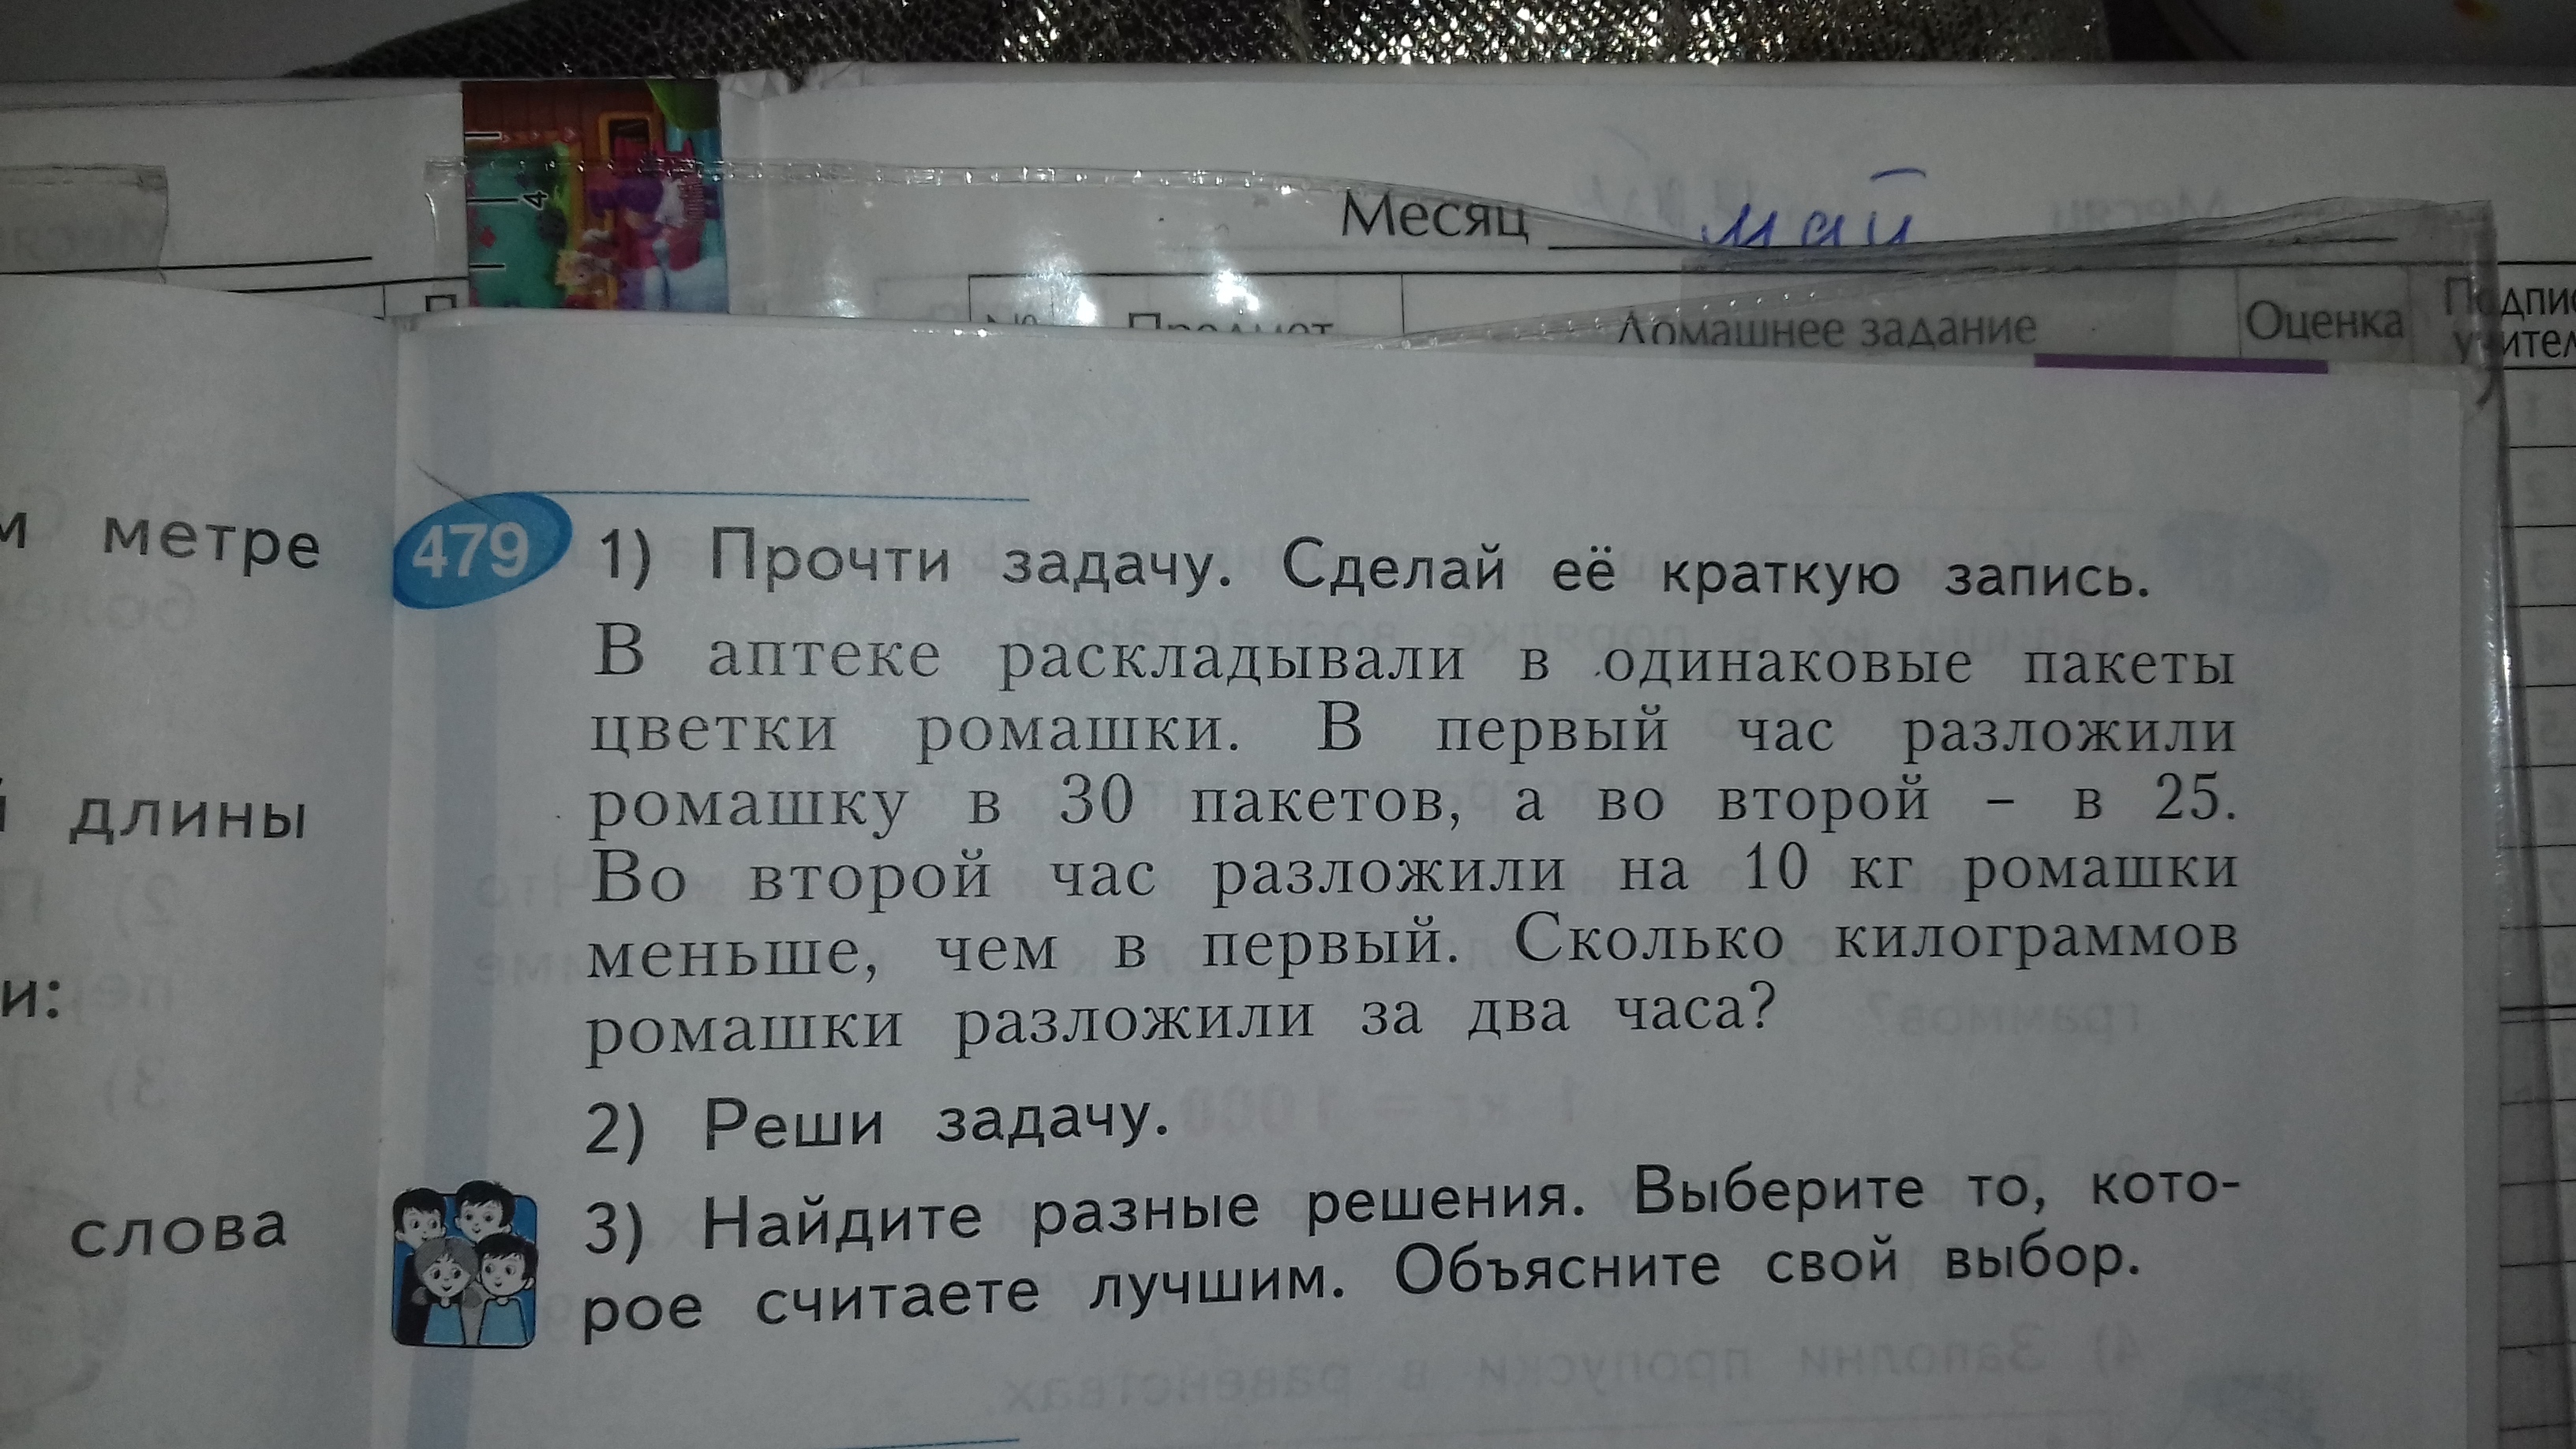 4
Месяц май
Домашнее задание
Оценка
м метре
479
1) Прочти задачу. Сделай её краткую запись.
В аптеке раскладывали в одинаковые пакеты
цветки ромашки. В первый час разложили
ромашку в 30 пакетов, а во второй – в 25.
Во второй час разложили на 10 кг ромашки
меньше, чем в первый. Сколько килограммов
ромашки разложили за два часа?
2) Реши задачу.
3) Найдите разные решения. Выберите то, кото-
рое считаете лучшим. Объясните свой выбор.
й длины
и:
слова